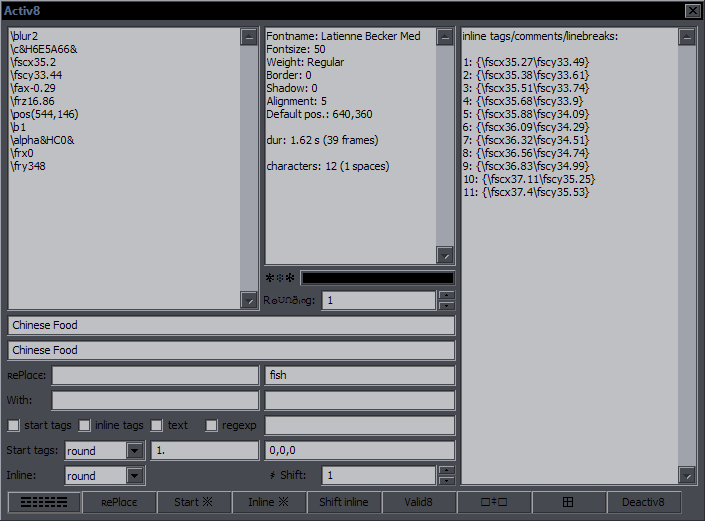 Activ8
\blur2
\c&H6E5A66&
\fscx35.2
\fscy33.44
\fax-0.29
\frz16.86
\pos(544,146)
\b1
\alpha&HC0&
\frx0
\fry348
Fontname: Latienne Becker Med
Fontsize: 50
Weight: Regular
Border: 0
Shadow: 0
Alignment: 5
Default pos.: 640,360
dur: 1.62 s (39 frames)
characters: 12 (1 spaces)
inline tags/comments/linebreaks:
1: {\fscx35.27\fscy33.49}
2: {\fscx35.38\fscy33.61}
3: {\fscx35.51\fscy33.74}
4: {\fscx35.68\fscy33.9}
5: {\fscx35.88\fscy34.09}
6: {\fscx36.09\fscy34.29}
7: {\fscx36.32\fscy34.51}
8: {\fscx36.56\fscy34.74}
9: {\fscx36.83\fscy34.99}
10: {\fscx37.11\fscy35.25}
11: {\fscx37.4\fscy35.53}
1
Chinese Food
Chinese Food
rePlace: fish
With:
start tags inline tags text regexp
Start tags: round 1. 0,0,0
Inline: round Shift: 1
rePlace Start ※ Inline ※ Shift inline Valid8 Deactiv8